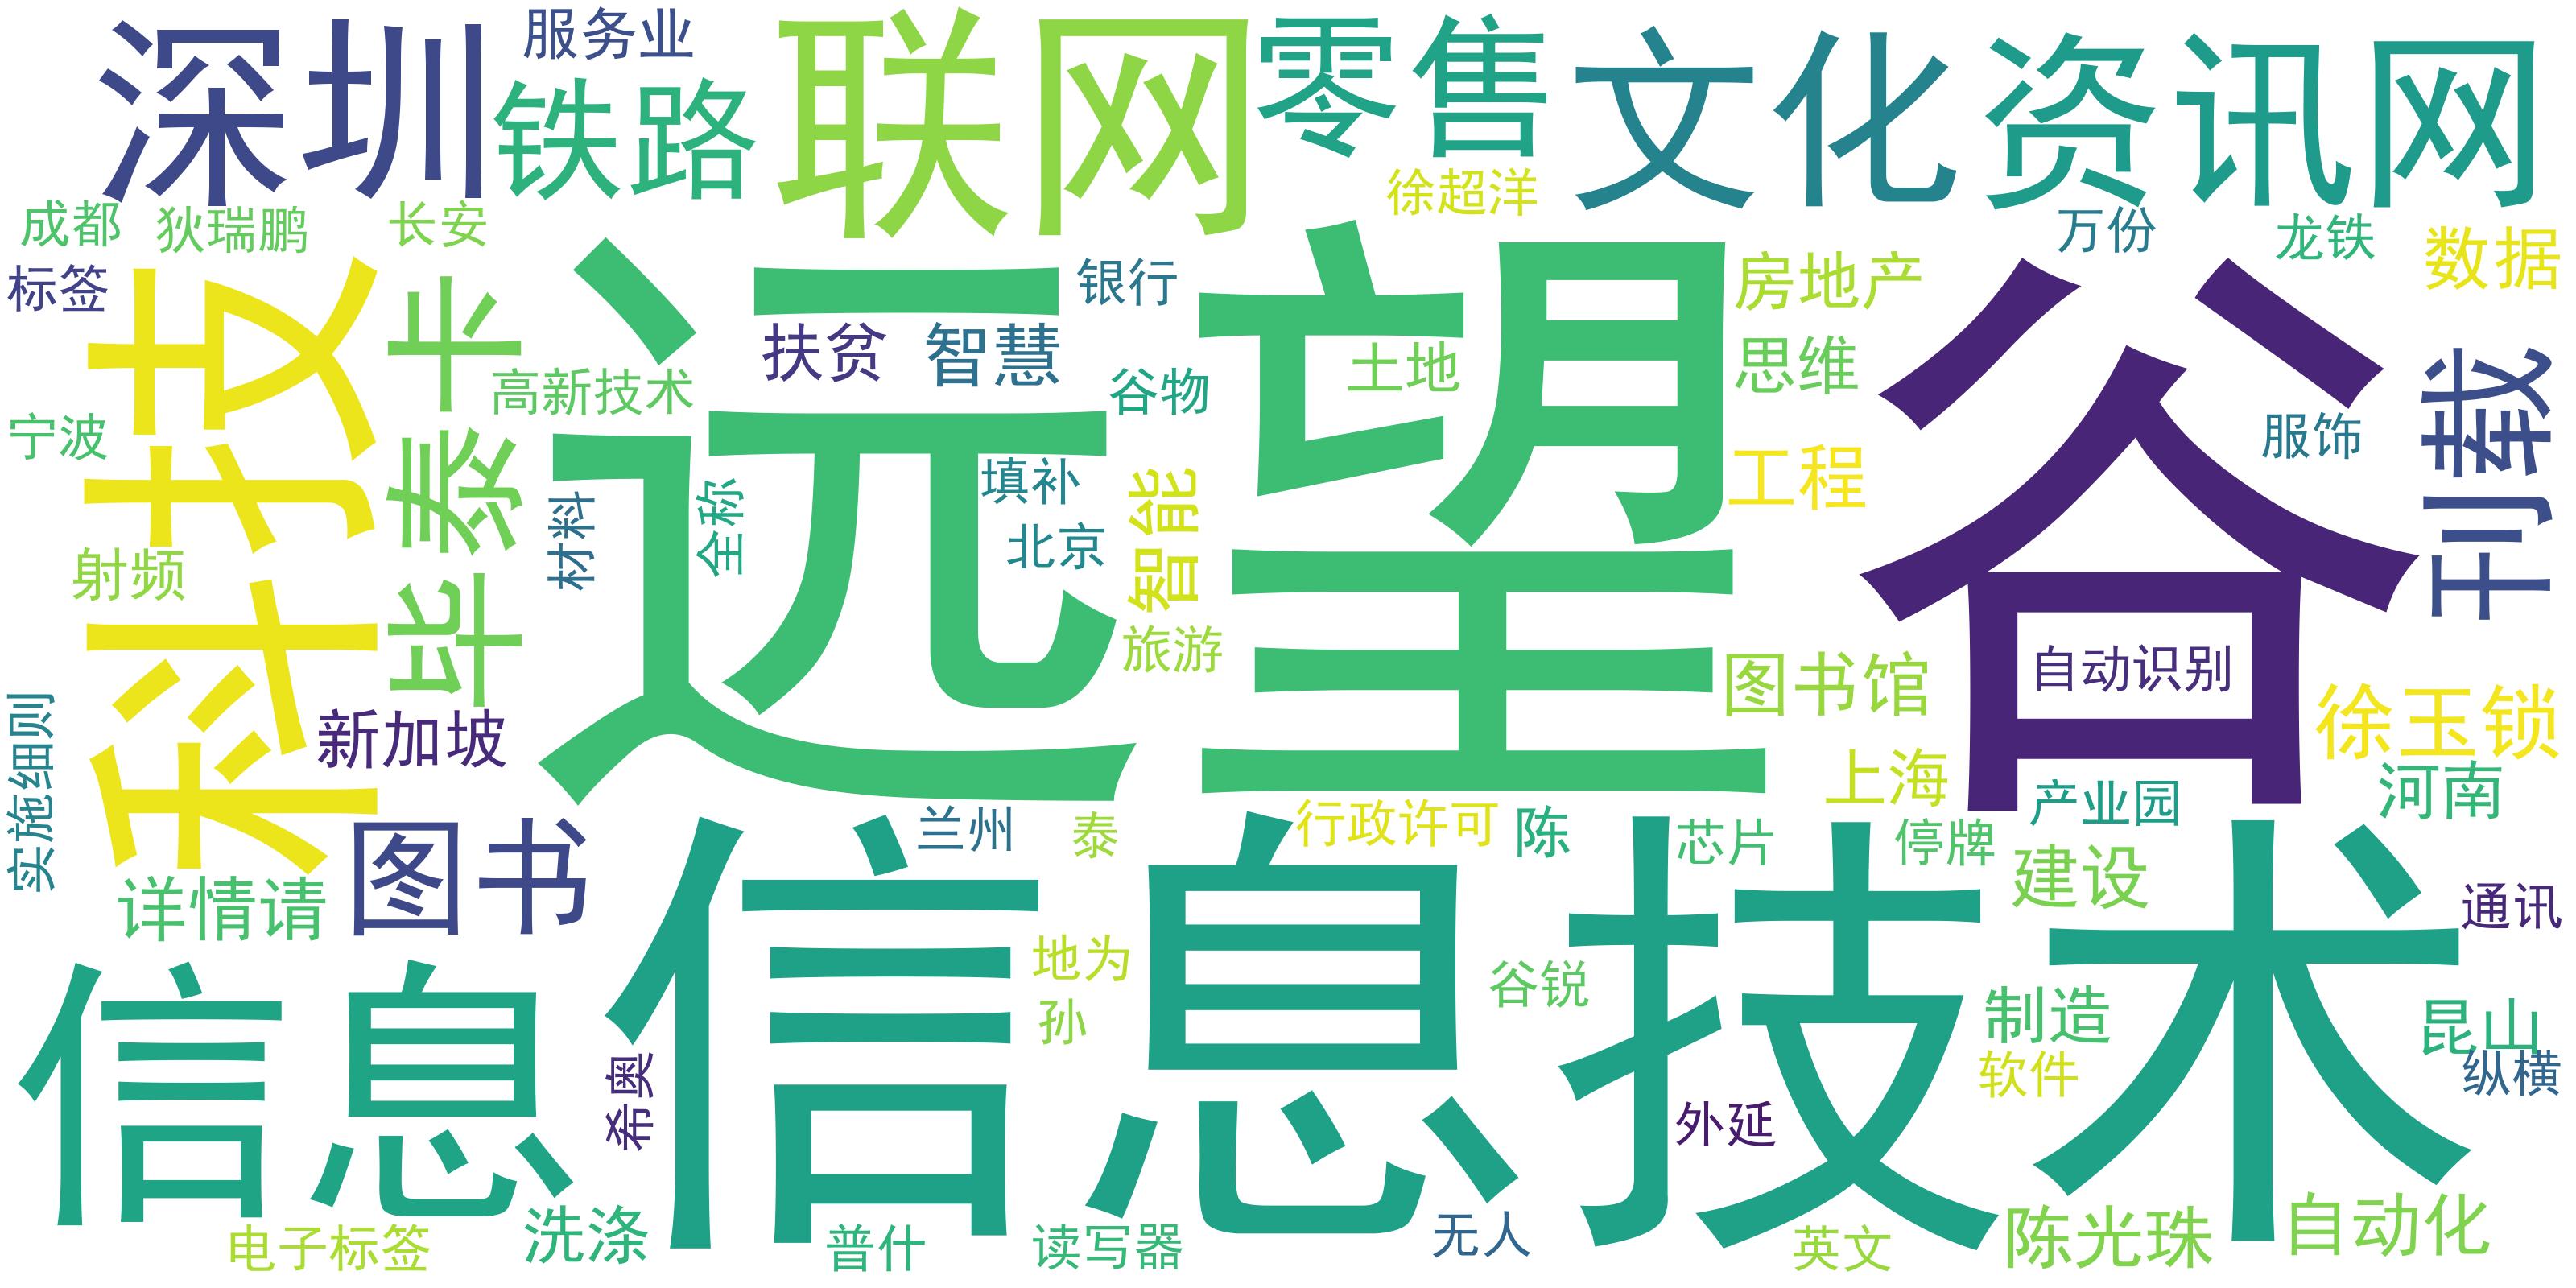 深圳
服务业
铁路
联网
零售
文化
资讯网
徐超洋
成都
狄瑞鹏
长安
万份
龙铁
数据
标签
科技
毕泰卡
远望
谷
银行
房地产
扶贫
智慧
土地
思维
高新技术
谷物
刊载
宁波
服饰
填补
智能
工程
材料
全称
北京
射频
旅游
自动识别
图书馆
徐玉锁
新加坡
实施细则
上海
产业园
河南
图书
兰州
泰
行政许可
陈
芯片
停牌
建设
详情请
通讯
信息
信息技术
地为
谷锐
孙
制造
昆山
软件
纵横
希奥
外延
电子标签
洗涤
普什
读写器
无人
英文
陈光珠
自动化